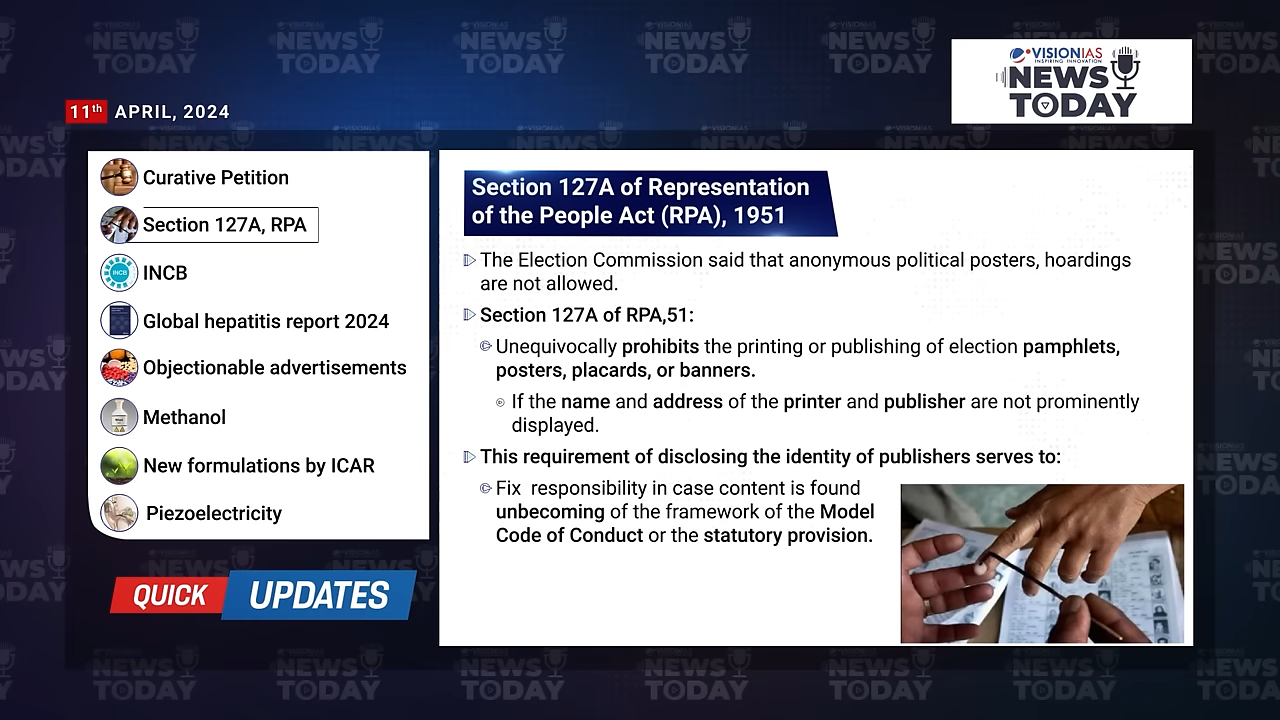 VISIONIAS
INSPIRING INNOVATION
NEWS
TODAY
11th APRIL, 2024
Curative Petition
Section 127A, RPA
INCB
Global hepatitis report 2024
Objectionable advertisements
Methanol
New formulations by ICAR
Piezoelectricity
QUICK UPDATES
Section 127A of Representation
of the People Act (RPA), 1951
The Election Commission said that anonymous political posters, hoardings
are not allowed.
Section 127A of RPA,51:
Unequivocally prohibits the printing or publishing of election pamphlets,
posters, placards, or banners.
If the name and address of the printer and publisher are not prominently
displayed.
This requirement of disclosing the identity of publishers serves to:
Fix responsibility in case content is found
unbecoming of the framework of the Model
Code of Conduct or the statutory provision.